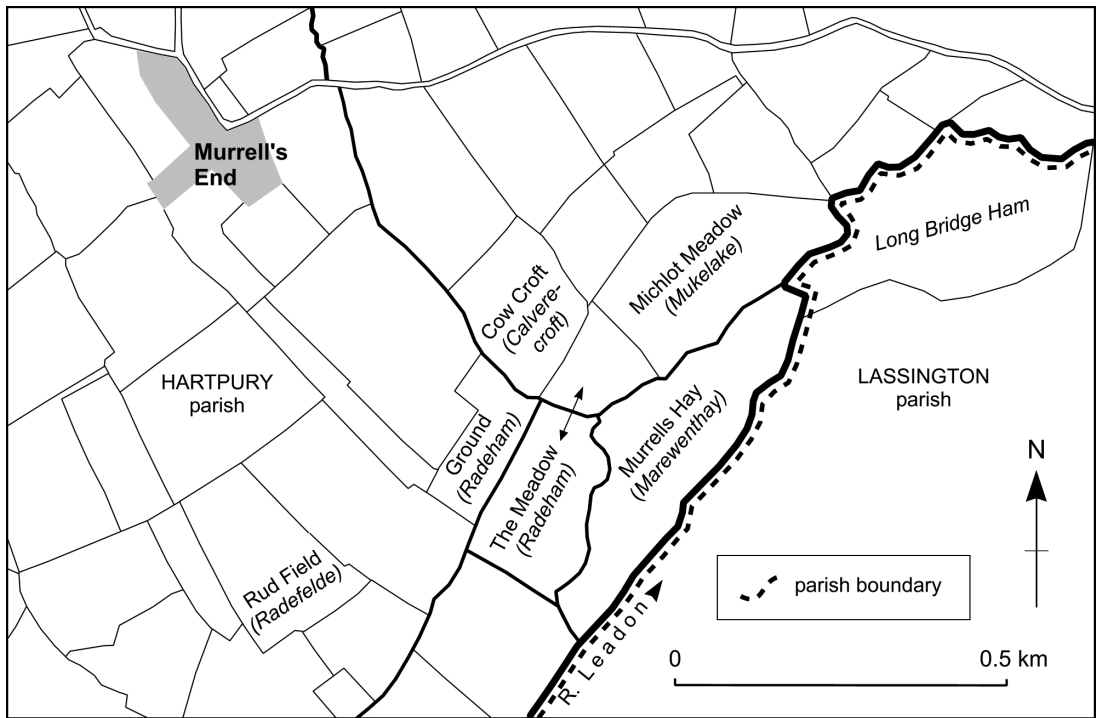 Murrell's
End
Long Bridge Ham
Michlot Meadow
(Mukelake)
Cow Croft
(Calvere-
croft)
HARTPURY
parish
LASSINGTON
parish
Murrells Hay
(Marewenthay)
Ground
(Radeham)
The Meadow
(Radeham)
N
Rud Field
(Radefelde)
parish boundary
R. Leadon
0
0.5 km